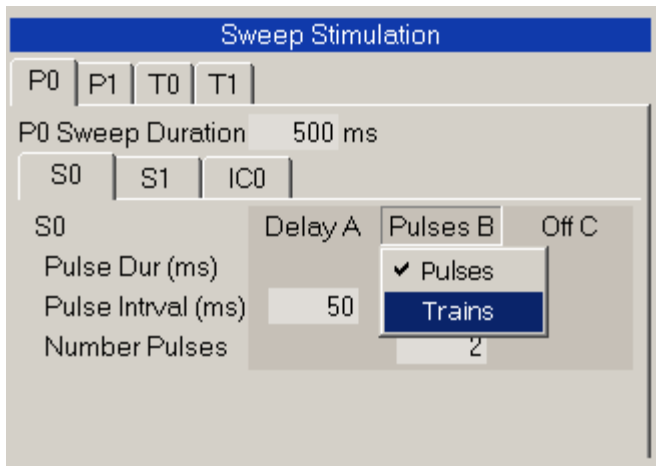 Sweep Stimulation
P0 P1 T0 T1
P0 Sweep Duration 500 ms
S0 S1 IC0
S0 Delay A Pulses B Off C
Pulse Dur (ms) ✔ Pulses
Pulse Intrval (ms) 50 Trains
Number Pulses 2